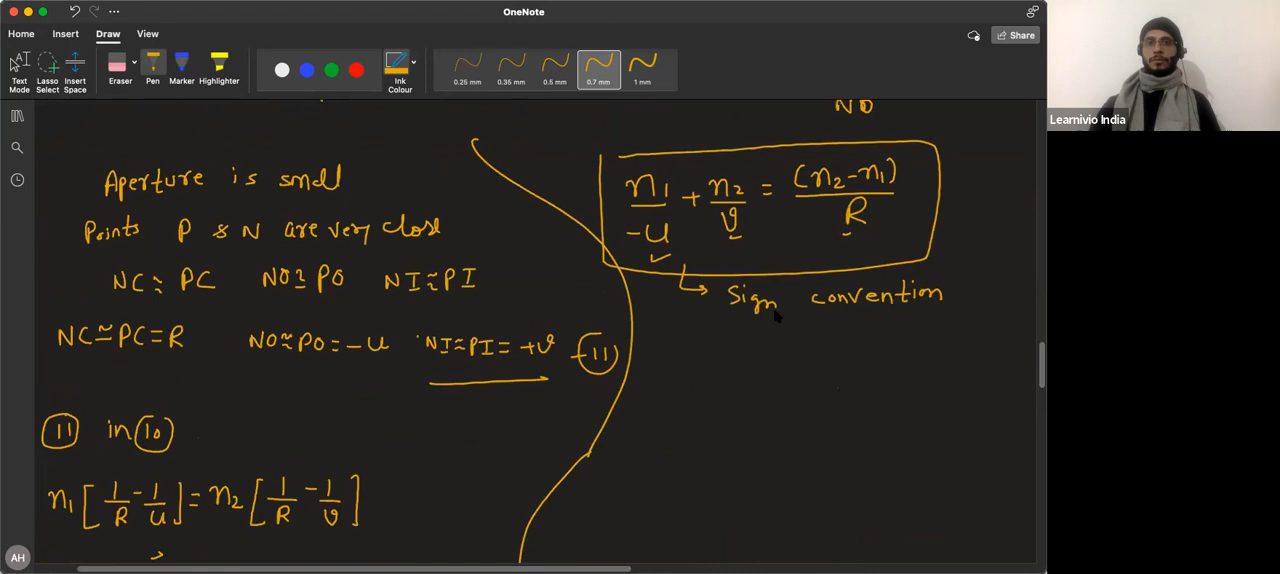 OneNote
Home Insert Draw View
Share
Text Mode
Lasso Select
Insert Space
Eraser
Pen
Marker
Highlighter
Ink Colour
0.25 mm
0.35 mm
0.5 mm
0.7 mm
1 mm
Learnivio India
NO
Aperture is small
Points P & N are very close
NC ≃ PC NO ≃ PO NI ≈ PI
NC ≅ PC = R NO ≈ PO = -u NI ≈ PI = +v - 11
11 in 10
n1 [ 1/R - 1/u ] = n2 [ 1/R - 1/v ]
n1/-u + n2/v = (n2 - n1)/R
↳ Sign convention
AH